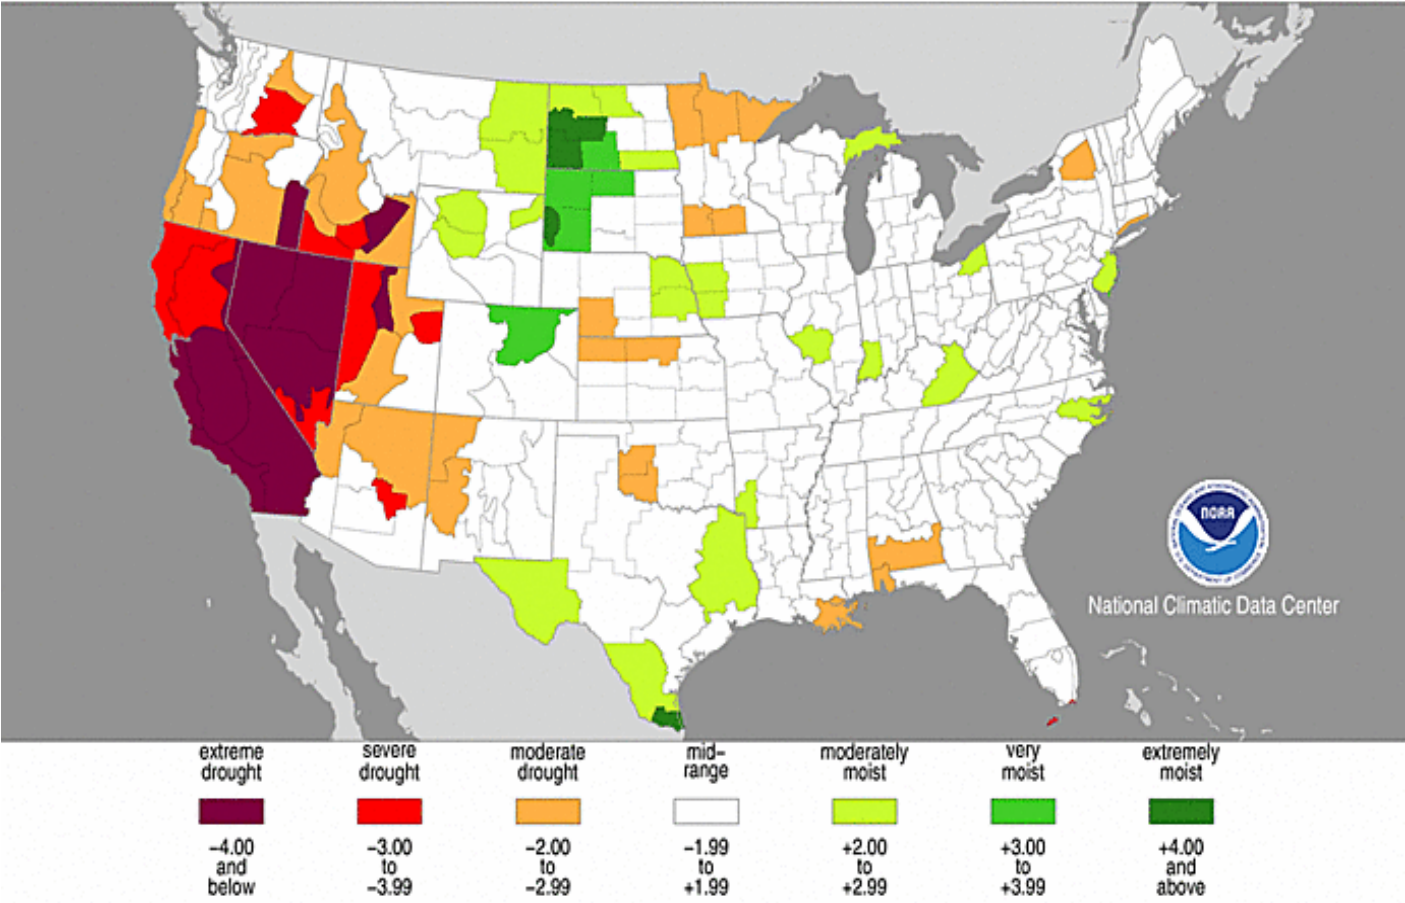 NOAA
National Climatic Data Center
extreme drought
severe drought
moderate drought
mid–range
moderately moist
very moist
extremely moist
−4.00 and below
−3.00 to −3.99
−2.00 to −2.99
−1.99 to +1.99
+2.00 to +2.99
+3.00 to +3.99
+4.00 and above